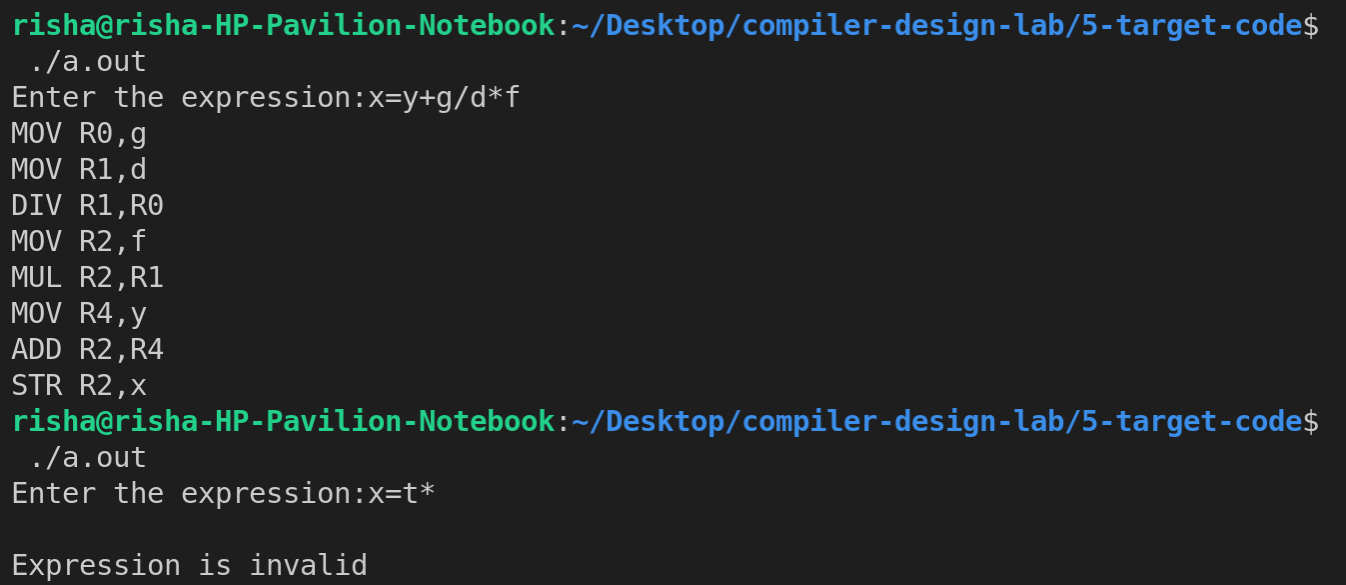 risha@risha-HP-Pavilion-Notebook:~/Desktop/compiler-design-lab/5-target-code$
 ./a.out
Enter the expression:x=y+g/d*f
MOV R0,g
MOV R1,d
DIV R1,R0
MOV R2,f
MUL R2,R1
MOV R4,y
ADD R2,R4
STR R2,x
risha@risha-HP-Pavilion-Notebook:~/Desktop/compiler-design-lab/5-target-code$
 ./a.out
Enter the expression:x=t*
Expression is invalid